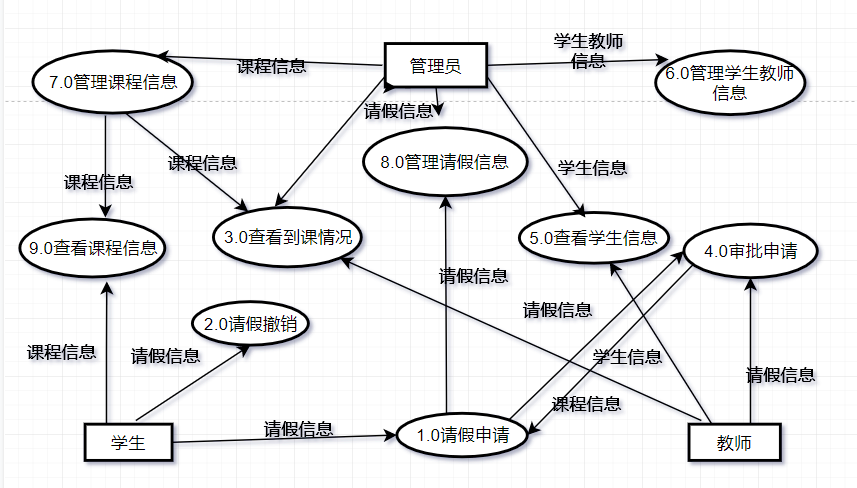 学生教师
信息
课程信息
管理员
7.0管理课程信息
6.0管理学生教师
信息
请假信息
8.0管理请假信息
课程信息
学生信息
课程信息
3.0查看到课情况
5.0查看学生信息
9.0查看课程信息
4.0审批申请
请假信息
请假信息
2.0请假撤销
课程信息
请假信息
学生信息
请假信息
课程信息
请假信息
学生
1.0请假申请
教师